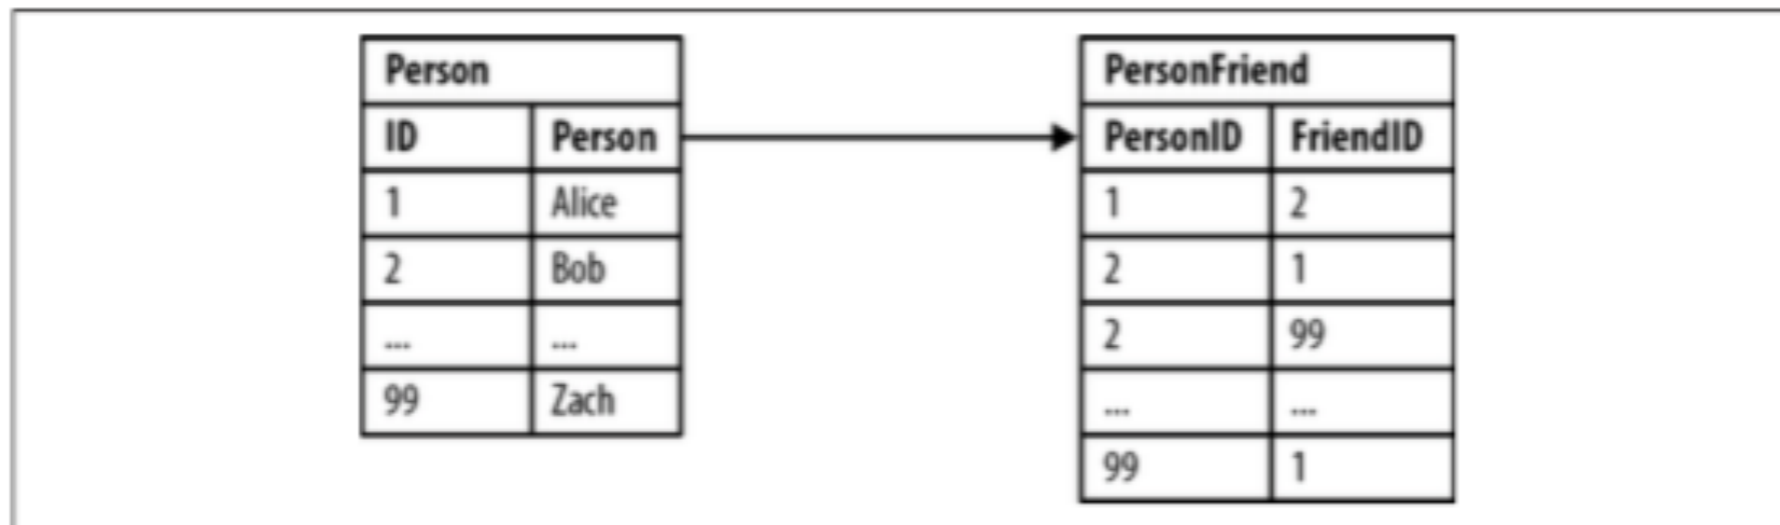 Person
ID Person
1 Alice
2 Bob
... ...
99 Zach
PersonFriend
PersonID FriendID
1 2
2 1
2 99
... ...
99 1